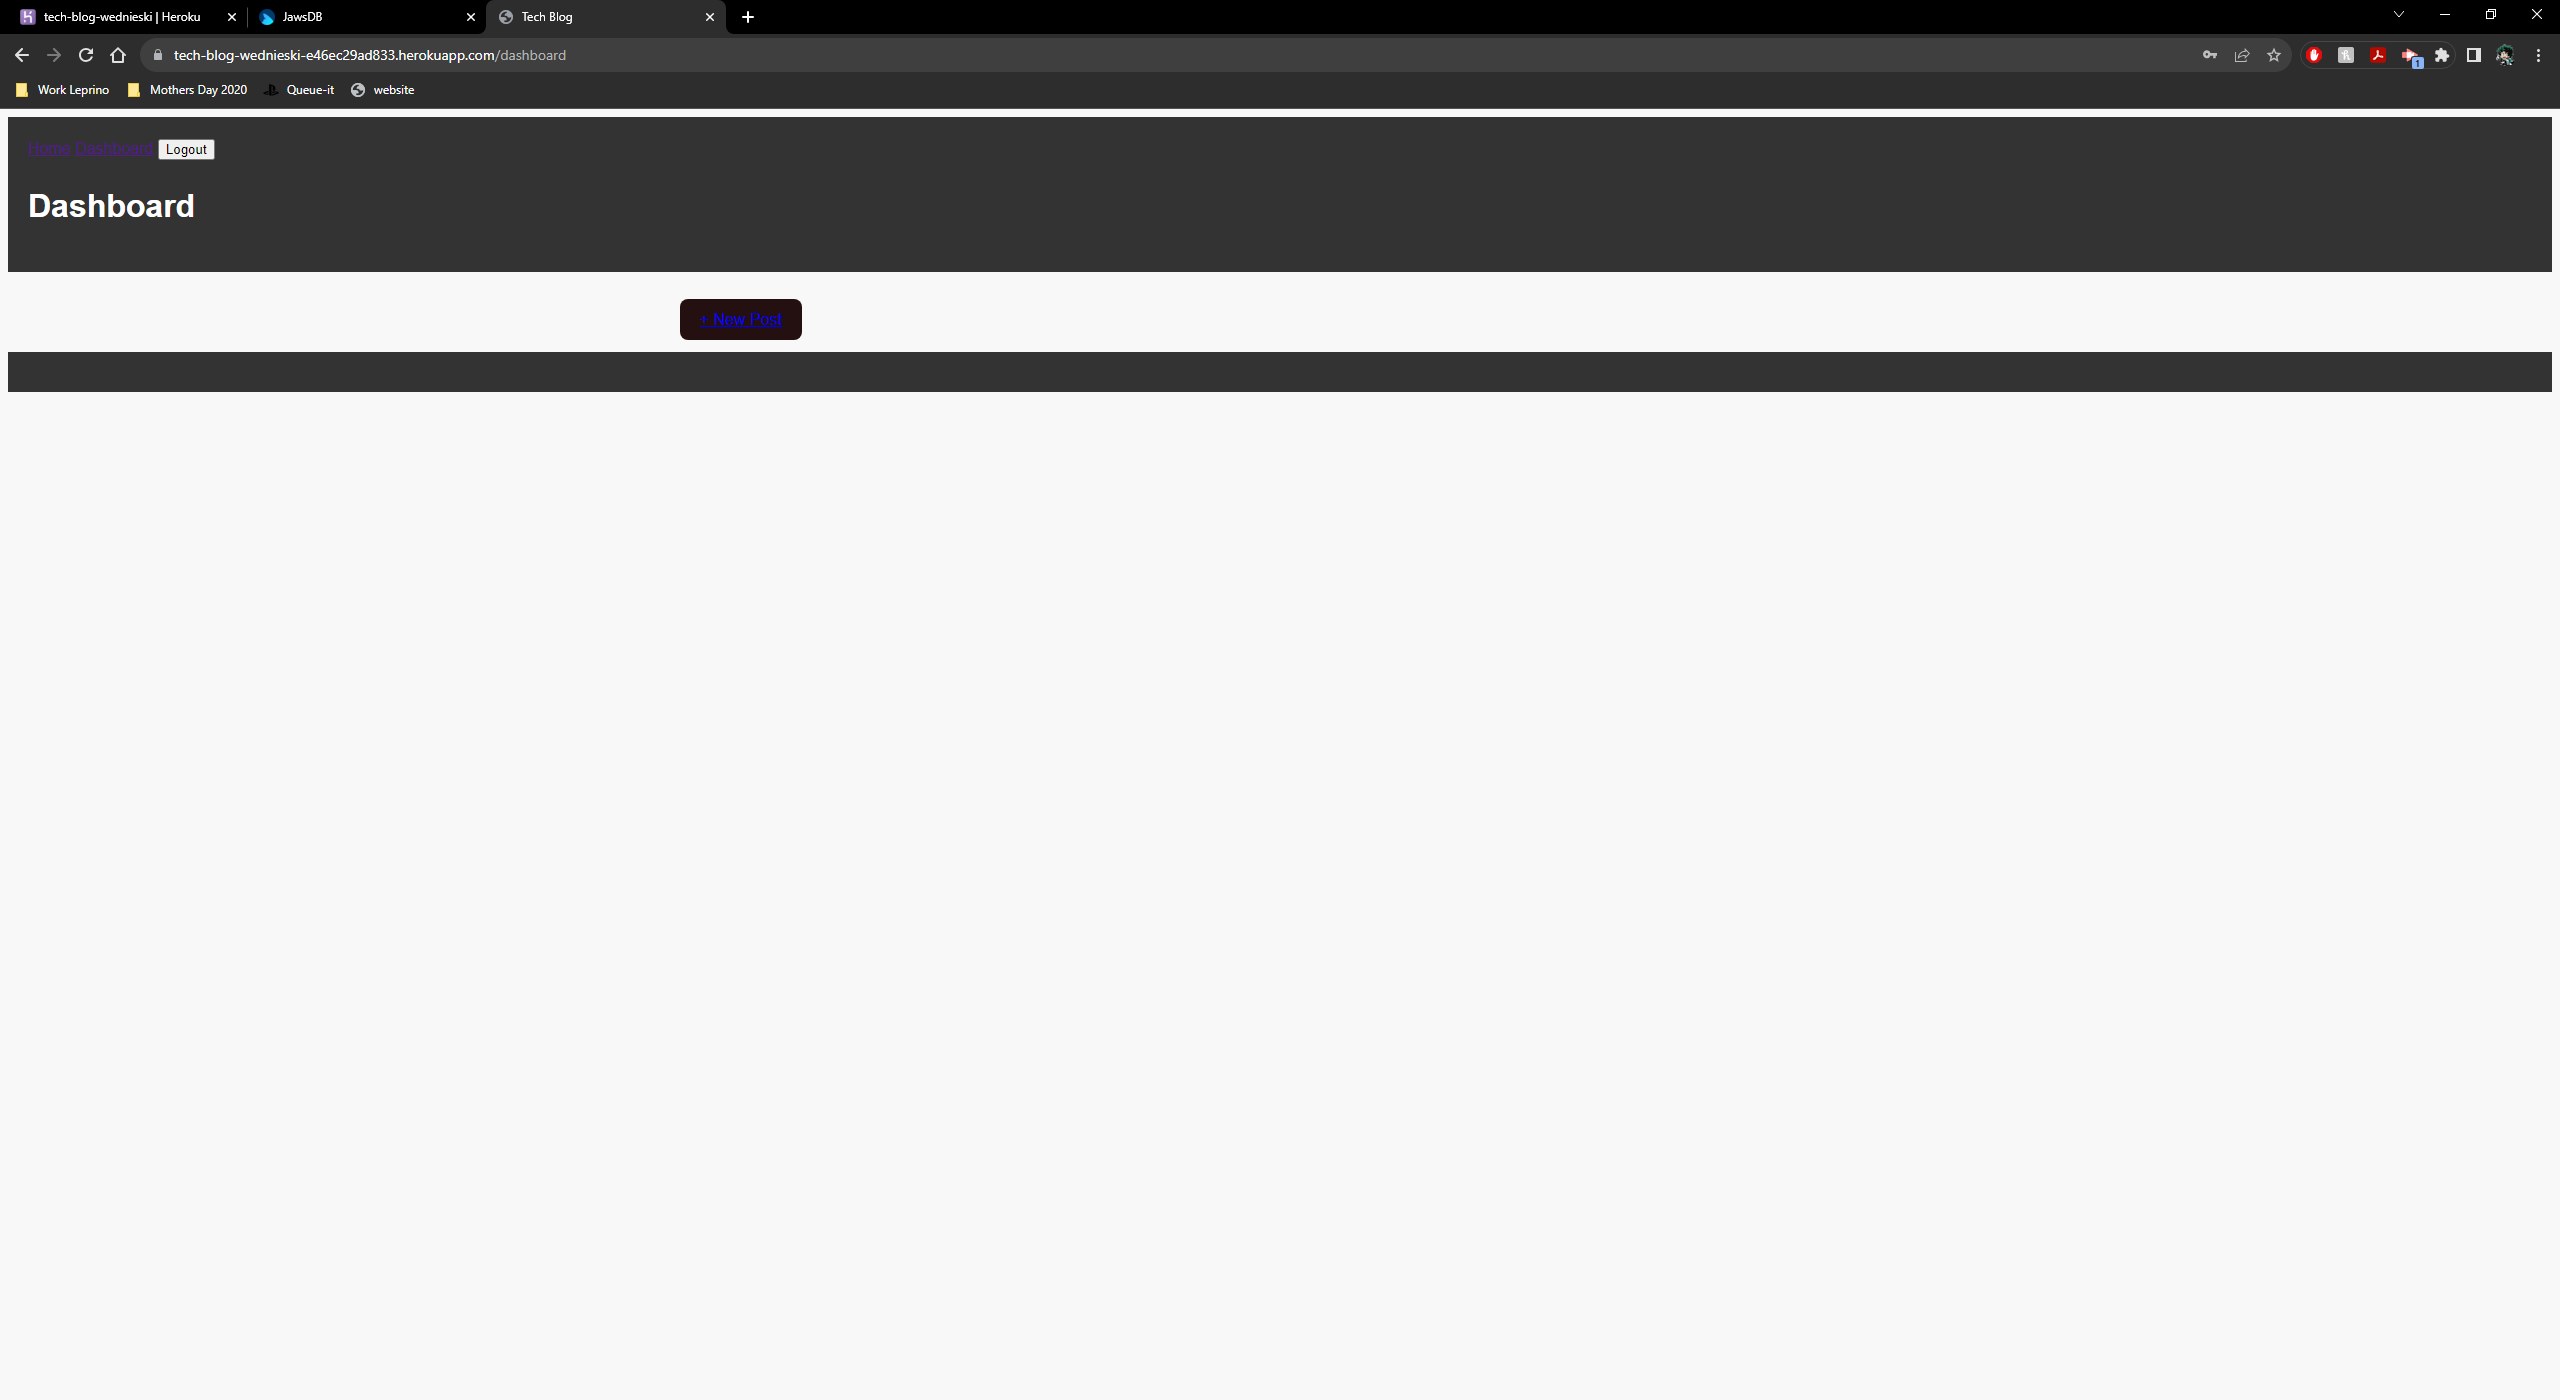 tech-blog-wednieski | Heroku
JawsDB
Tech Blog
tech-blog-wednieski-e46ec29ad833.herokuapp.com/dashboard
1
Work Leprino
Mothers Day 2020
Queue-it
website
Home Dashboard Logout
Dashboard
+ New Post